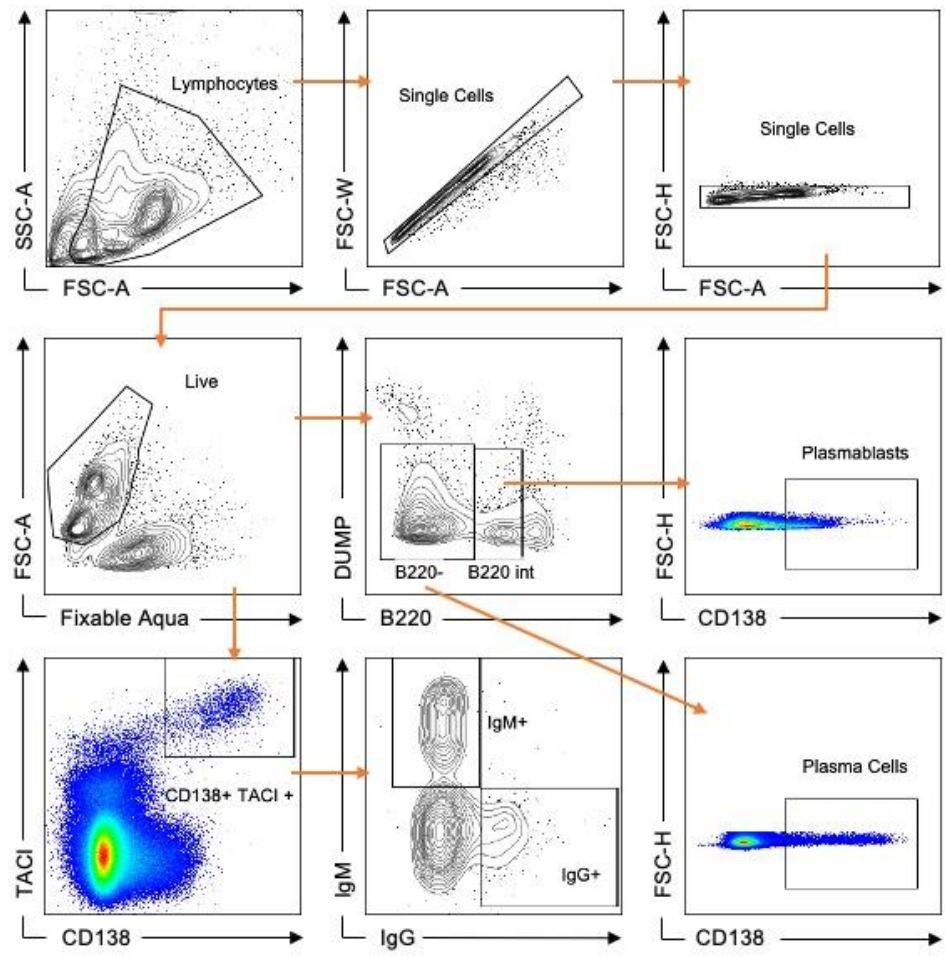 Lymphocytes
SSC-A
FSC-A
Single Cells
FSC-W
FSC-A
Single Cells
FSC-H
FSC-A
Live
FSC-A
Fixable Aqua
DUMP
B220- B220 int
B220
Plasmablasts
FSC-H
CD138
CD138+ TACI +
TACI
CD138
IgM+
IgG+
IgM
IgG
Plasma Cells
FSC-H
CD138